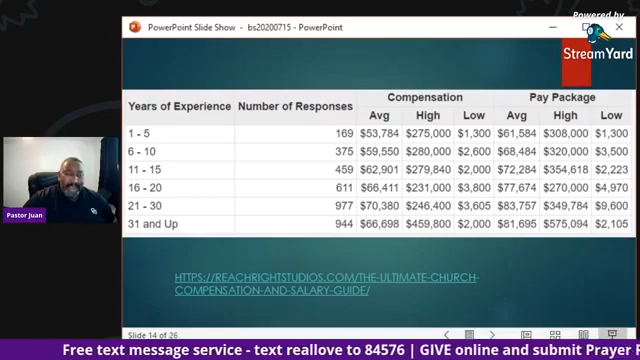 Powered by
PowerPoint Slide Show - bs20200715 - PowerPoint
StreamYard
Years of Experience Number of Responses Compensation Pay Package
Avg High Low Avg High Low
1 - 5 169 $53,784 $275,000 $1,300 $61,584 $308,000 $1,300
6 - 10 375 $59,550 $280,000 $2,600 $68,484 $320,000 $3,500
11 - 15 459 $62,901 $279,840 $2,000 $72,284 $354,618 $2,223
16 - 20 611 $66,411 $231,000 $3,800 $77,674 $270,000 $4,970
21 - 30 977 $70,380 $246,400 $3,605 $83,757 $349,784 $9,600
31 and Up 944 $66,698 $459,800 $2,000 $81,695 $575,094 $2,105
Pastor Juan
HTTPS://REACHRIGHTSTUDIOS.COM/THE-ULTIMATE-CHURCH-
COMPENSATION-AND-SALARY-GUIDE/
Slide 14 of 26
Free text message service - text reallove to 84576 | GIVE online and submit Prayer